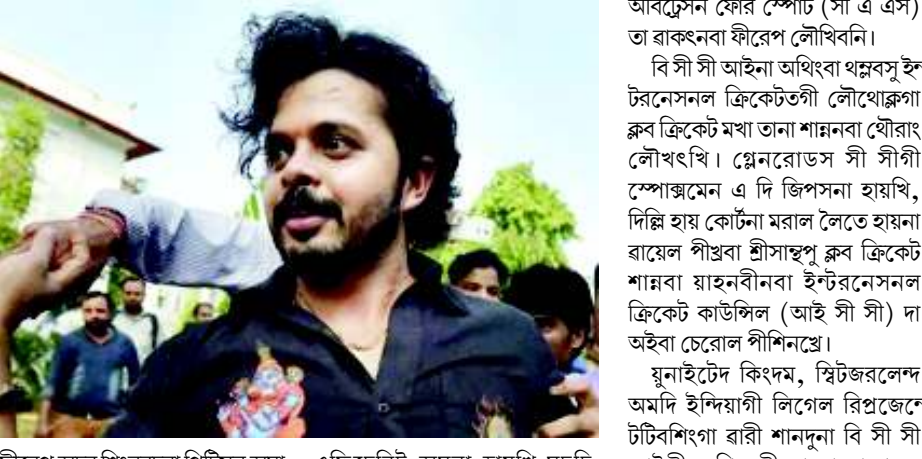 তা ৱাকৎনবা ফীরেপ লৌখিবনি।
বি সী সী আইনা অথিংবা থম্লবসু ইন্
টরনেসনল ক্রিকেটতগী লৌথোক্লগা
ক্লব ক্রিকেট মখা তানা শান্ননবা থৌরাং
লৌখৎখি। গ্লেনরোডস সী সীগী
স্পোক্সমেন এ দি জিপসনা হায়খি,
দিল্লি হায় কোর্টনা মরাল লৈতে হায়না
ৱায়েল পীখ্রবা শ্রীসান্থপু ক্লব ক্রিকেট
শান্নবা য়াহনবীনবা ইন্টরনেসনল
ক্রিকেট কাউন্সিল (আই সী সী) দা
অইবা চেরোল পীশিনখ্রে।
য়ুনাইটেদ কিংদম, স্বিটজরলেন্দ
অমদি ইন্দিয়াগী লিগেল রিপ্রজেন্
টটিবশিংগা ৱারী শানদুনা বি সী সী